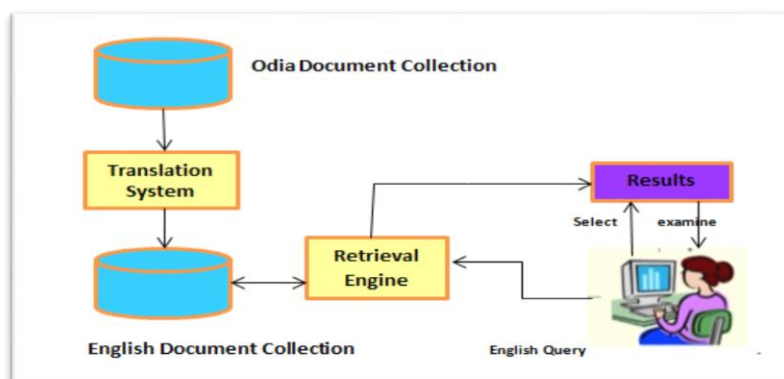 Odia Document Collection
Translation
System
Results
Select examine
Retrieval
Engine
English Document Collection
English Query